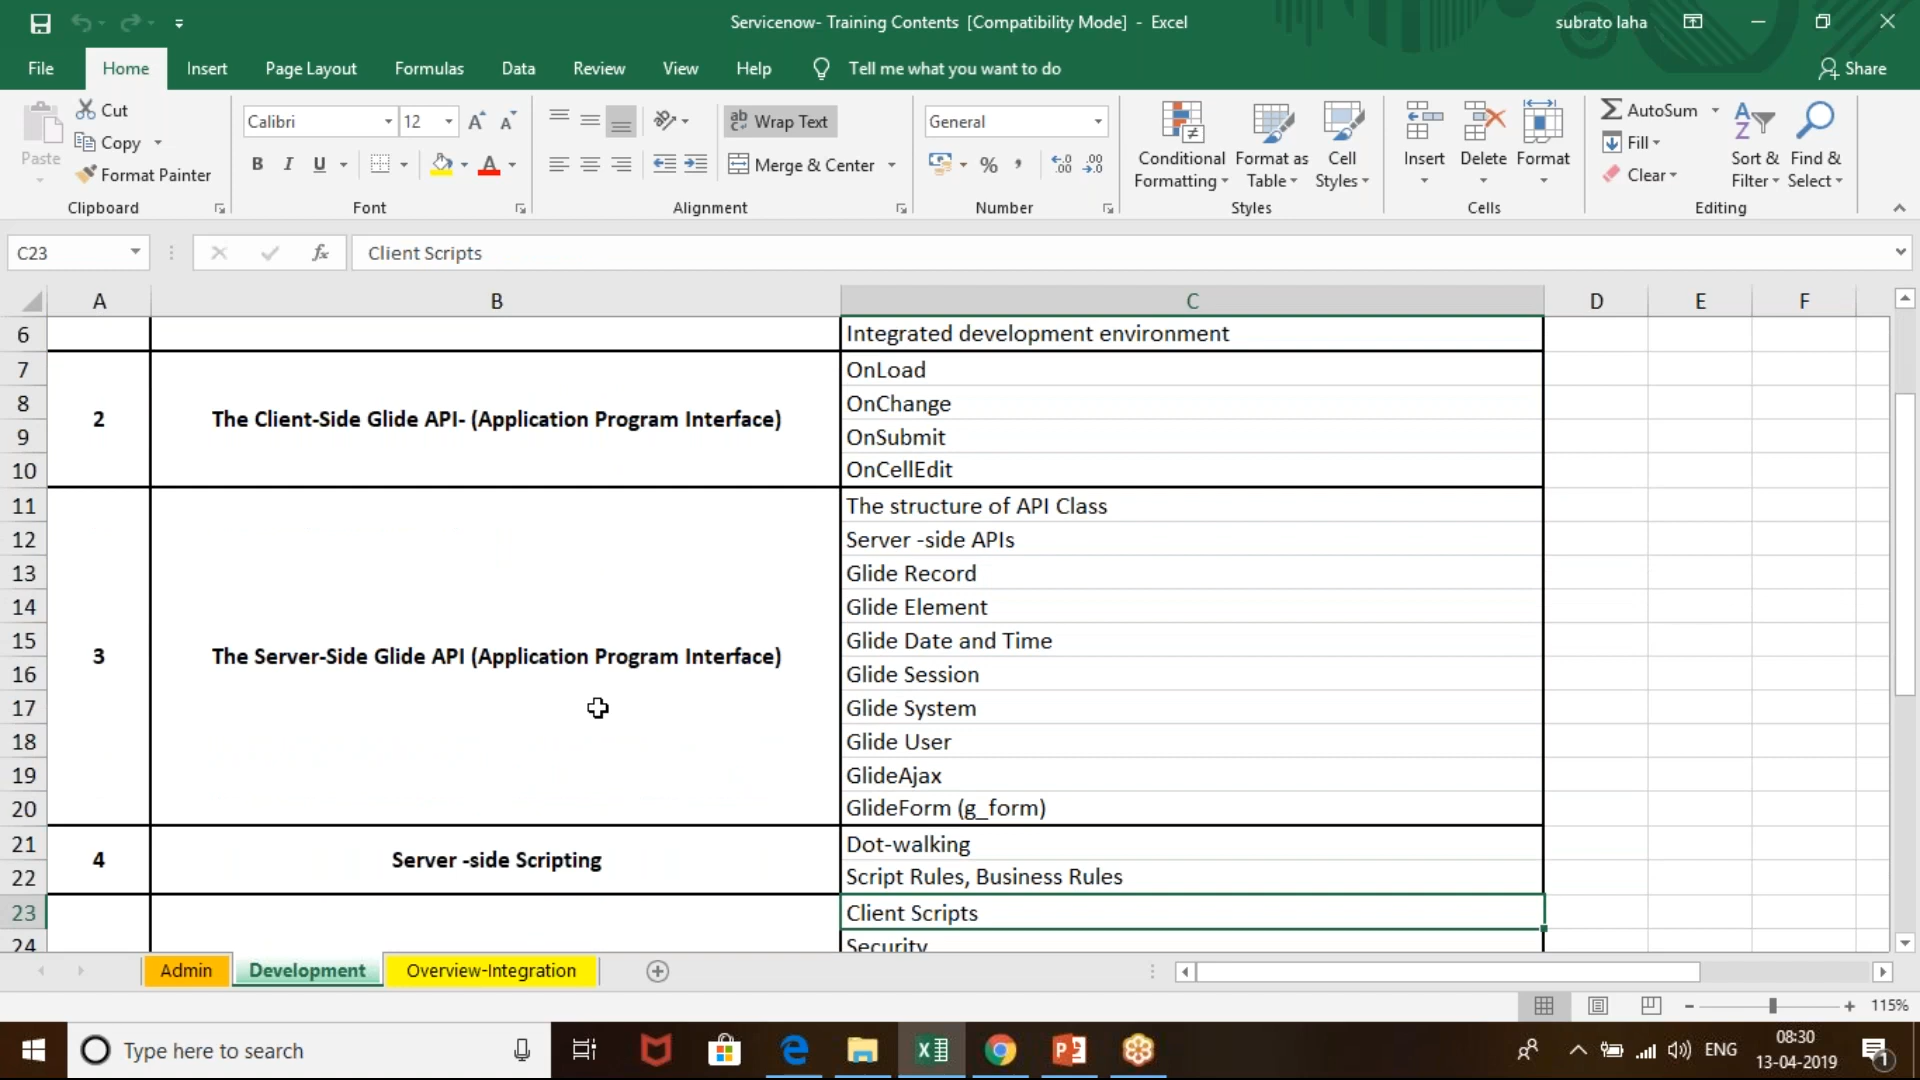 Servicenow- Training Contents [Compatibility Mode] - Excel
subrato laha
File Home Insert Page Layout Formulas Data Review View Help Tell me what you want to do Share
Paste
Cut
Copy
Format Painter
Clipboard
Calibri 12
B I U
Font
Wrap Text
Merge & Center
Alignment
General
Number
Conditional Formatting
Format as Table
Cell Styles
Styles
Insert Delete Format
Cells
AutoSum
Fill
Clear
Sort & Filter
Find & Select
Editing
C23 fx Client Scripts
A B C D E F
6 Integrated development environment
7 OnLoad
8 OnChange
2 The Client-Side Glide API- (Application Program Interface)
9 OnSubmit
10 OnCellEdit
11 The structure of API Class
12 Server -side APIs
13 Glide Record
14 Glide Element
15 Glide Date and Time
3 The Server-Side Glide API (Application Program Interface)
16 Glide Session
17 Glide System
18 Glide User
19 GlideAjax
20 GlideForm (g_form)
21 Dot-walking
4 Server -side Scripting
22 Script Rules, Business Rules
23 Client Scripts
24 Security
Admin Development Overview-Integration
115%
Type here to search
ENG
08:30
13-04-2019
1